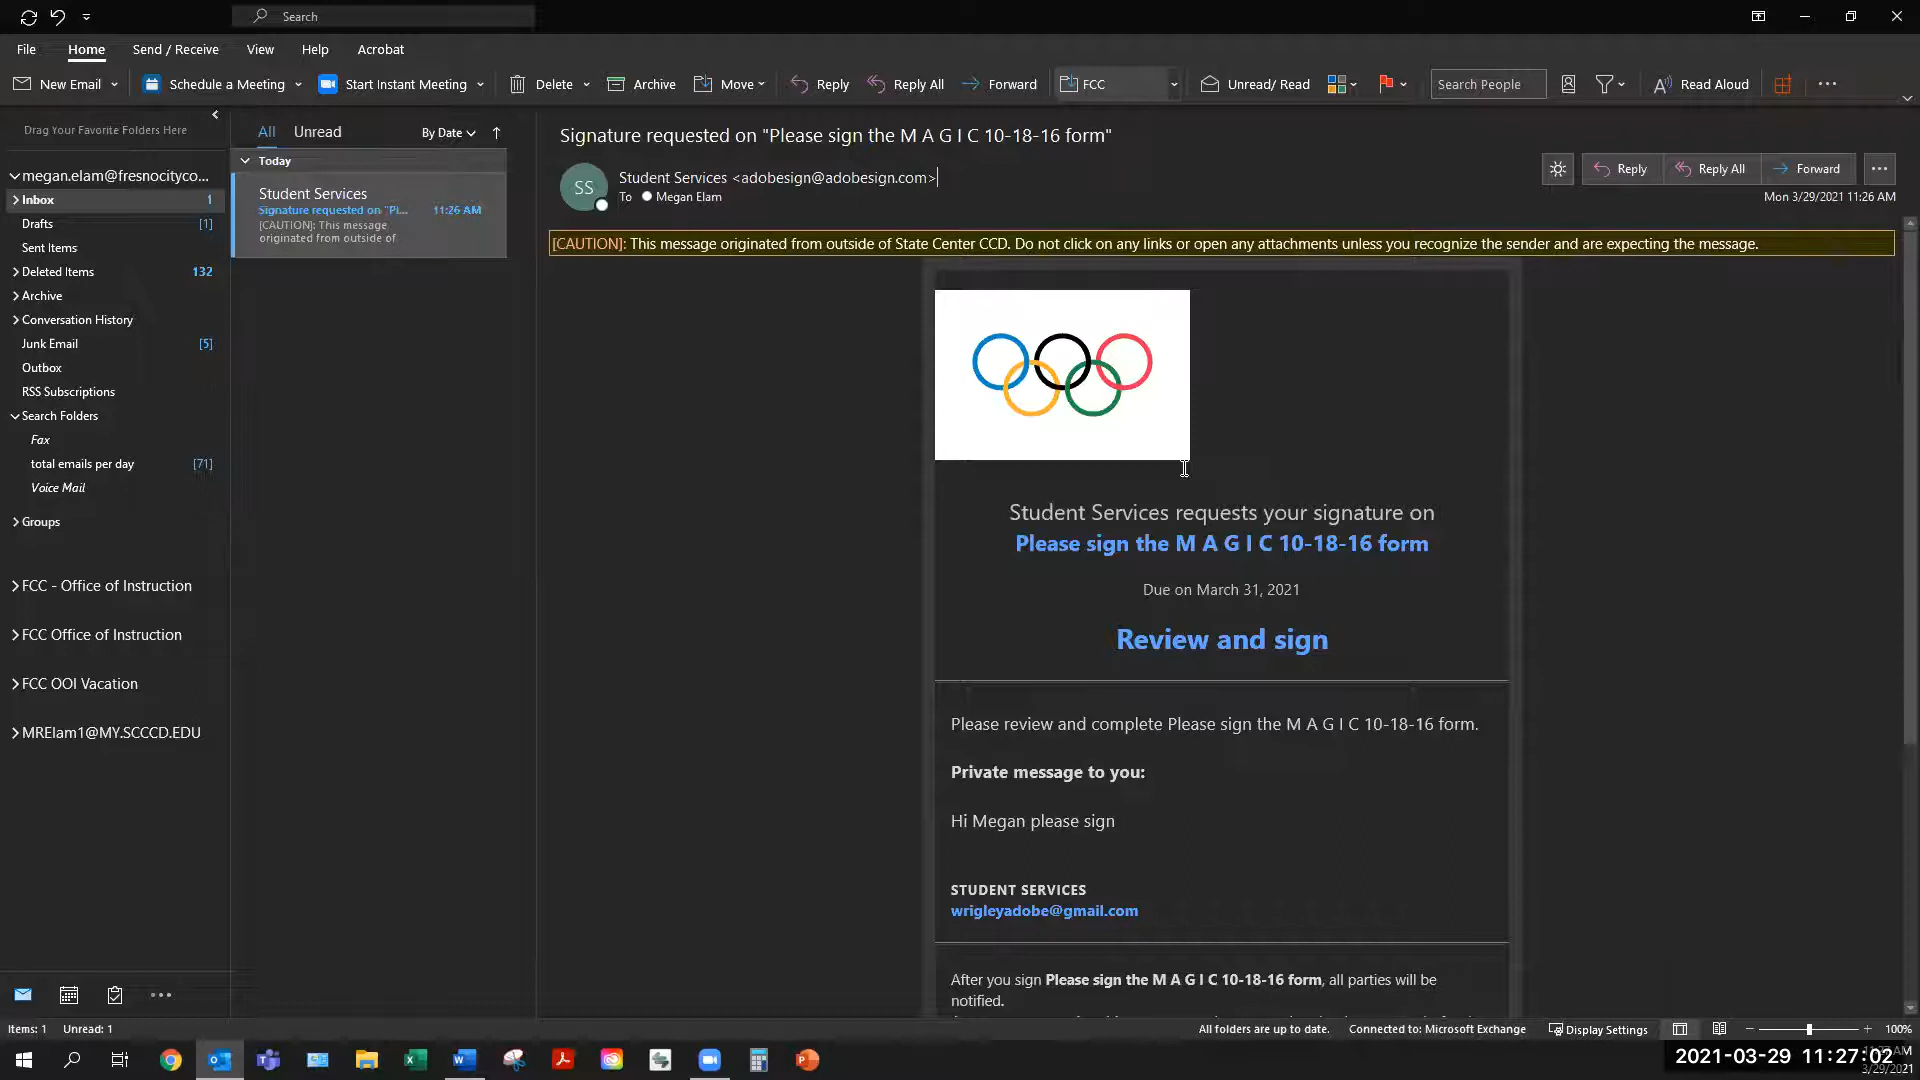 Search
File Home Send / Receive View Help Acrobat
New Email Schedule a Meeting Start Instant Meeting Delete Archive Move Reply Reply All Forward FCC Unread/ Read Search People Read Aloud
Drag Your Favorite Folders Here
megan.elam@fresnocityco...
Inbox 1
Drafts [1]
Sent Items
Deleted Items 132
Archive
Conversation History
Junk Email [5]
Outbox
RSS Subscriptions
Search Folders
Fax
total emails per day [71]
Voice Mail
Groups
FCC - Office of Instruction
FCC Office of Instruction
FCC OOI Vacation
MRElam1@MY.SCCCD.EDU
All Unread By Date
Today
Student Services
Signature requested on "Pl... 11:26 AM
[CAUTION]: This message
originated from outside of
Signature requested on "Please sign the M A G I C 10-18-16 form"
SS
Student Services <adobesign@adobesign.com>
To Megan Elam
Reply Reply All Forward
Mon 3/29/2021 11:26 AM
[CAUTION]: This message originated from outside of State Center CCD. Do not click on any links or open any attachments unless you recognize the sender and are expecting the message.
Student Services requests your signature on
Please sign the M A G I C 10-18-16 form
Due on March 31, 2021
Review and sign
Please review and complete Please sign the M A G I C 10-18-16 form.
Private message to you:
Hi Megan please sign
STUDENT SERVICES
wrigleyadobe@gmail.com
After you sign Please sign the M A G I C 10-18-16 form, all parties will be
notified.
Items: 1 Unread: 1 All folders are up to date. Connected to: Microsoft Exchange Display Settings 100%
2021-03-29 11:27:02
3/29/2021